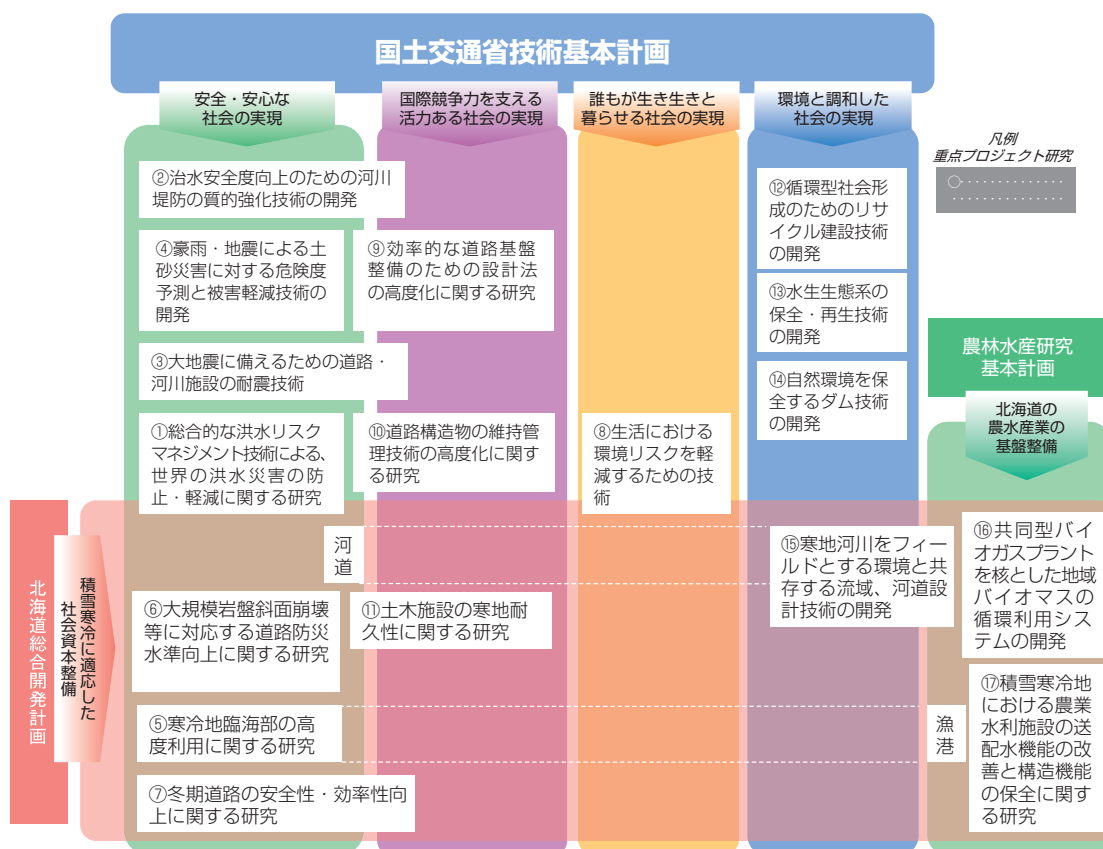 国土交通省技術基本計画
安全・安心な
社会の実現
国際競争力を支える
活力ある社会の実現
誰もが生き生きと
暮らせる社会の実現
環境と調和した
社会の実現
凡例
重点プロジェクト研究
②治水安全度向上のための河川
堤防の質的強化技術の開発
④豪雨・地震による土
砂災害に対する危険度
予測と被害軽減技術の
開発
⑨効率的な道路基盤
整備のための設計法
の高度化に関する研究
③大地震に備えるための道路・
河川施設の耐震技術
①総合的な洪水リスク
マネジメント技術による、
世界の洪水災害の防
止・軽減に関する研究
⑩道路構造物の維持管
理技術の高度化に関す
る研究
⑧生活における
環境リスクを軽
減するための技
術
⑫循環型社会形
成のためのリサ
イクル建設技術
の開発
⑬水生生態系の
保全・再生技術
の開発
⑭自然環境を保
全するダム技術
の開発
農林水産研究
基本計画
北海道の
農水産業の
基盤整備
北海道総合開発計画
積雪寒冷に適応した
社会資本整備
河道
⑥大規模岩盤斜面崩壊
等に対応する道路防災
水準向上に関する研究
⑪土木施設の寒地耐
久性に関する研究
⑮寒地河川をフィー
ルドとする環境と共
存する流域、河道設
計技術の開発
⑯共同型バイ
オガスプラント
を核とした地域
バイオマスの
循環利用シス
テムの開発
⑤寒冷地臨海部の高
度利用に関する研究
漁港
⑰積雪寒冷地
における農業
水利施設の送
配水機能の改
善と構造機能
の保全に関す
る研究
⑦冬期道路の安全性・効率性向
上に関する研究